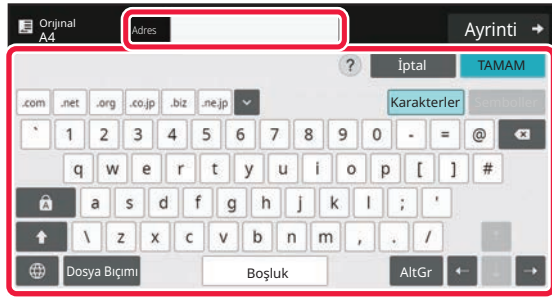 Orijinal
A4
Adres
Ayrinti
? İptal TAMAM
.com .net .org .co.jp .biz .ne.jp Karakterler Semboller
` 1 2 3 4 5 6 7 8 9 0 - = @
q w e r t y u i o p [ ] #
A a s d f g h j k l ; '
\ z x c v b n m , . /
Dosya Bıçımı Boşluk AltGr